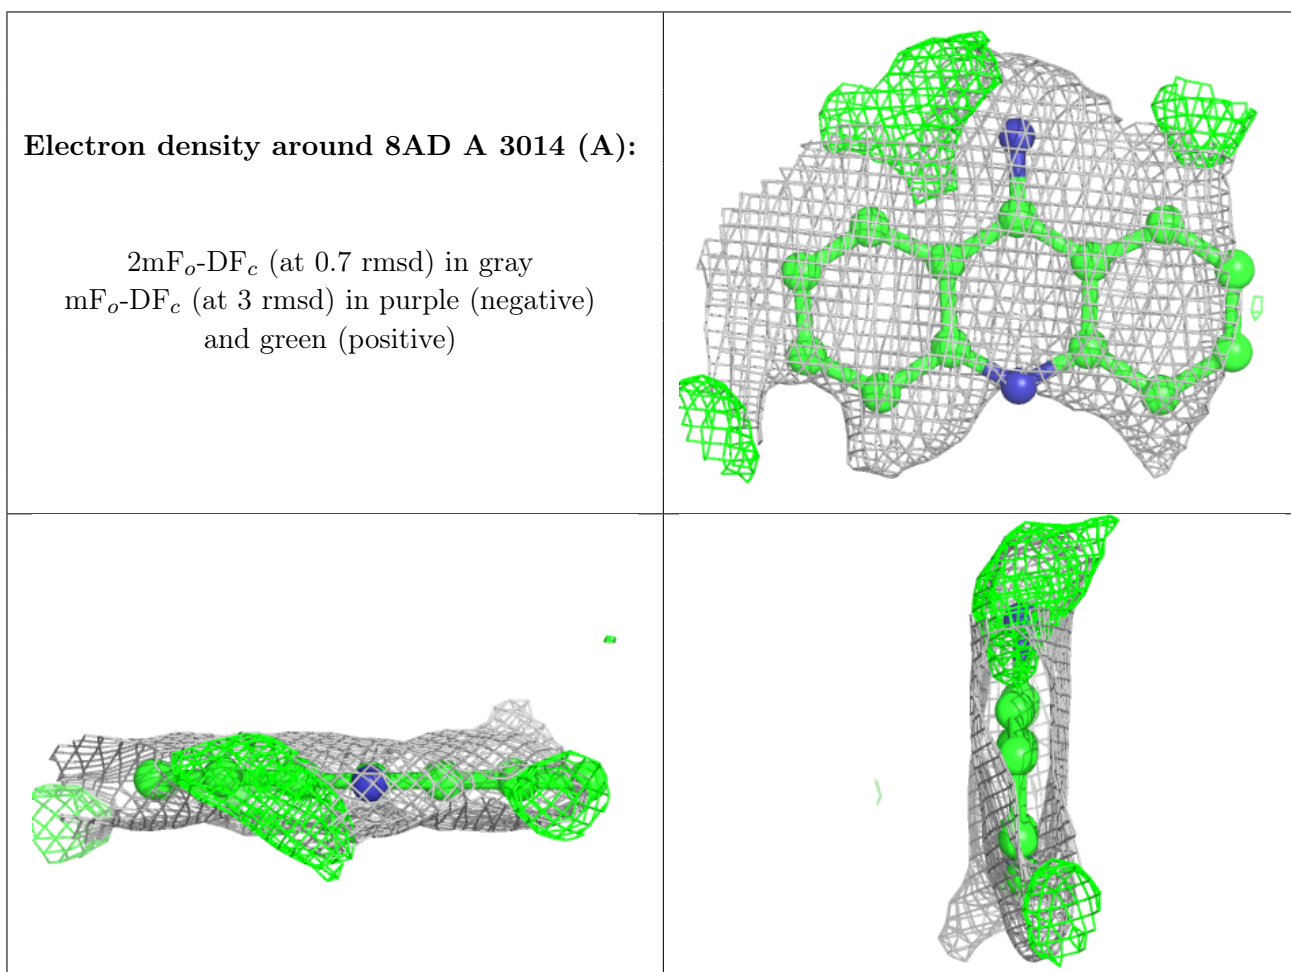 Electron density around 8AD A 3014 (A):
2mFo-DFc (at 0.7 rmsd) in gray
mFo-DFc (at 3 rmsd) in purple (negative)
and green (positive)